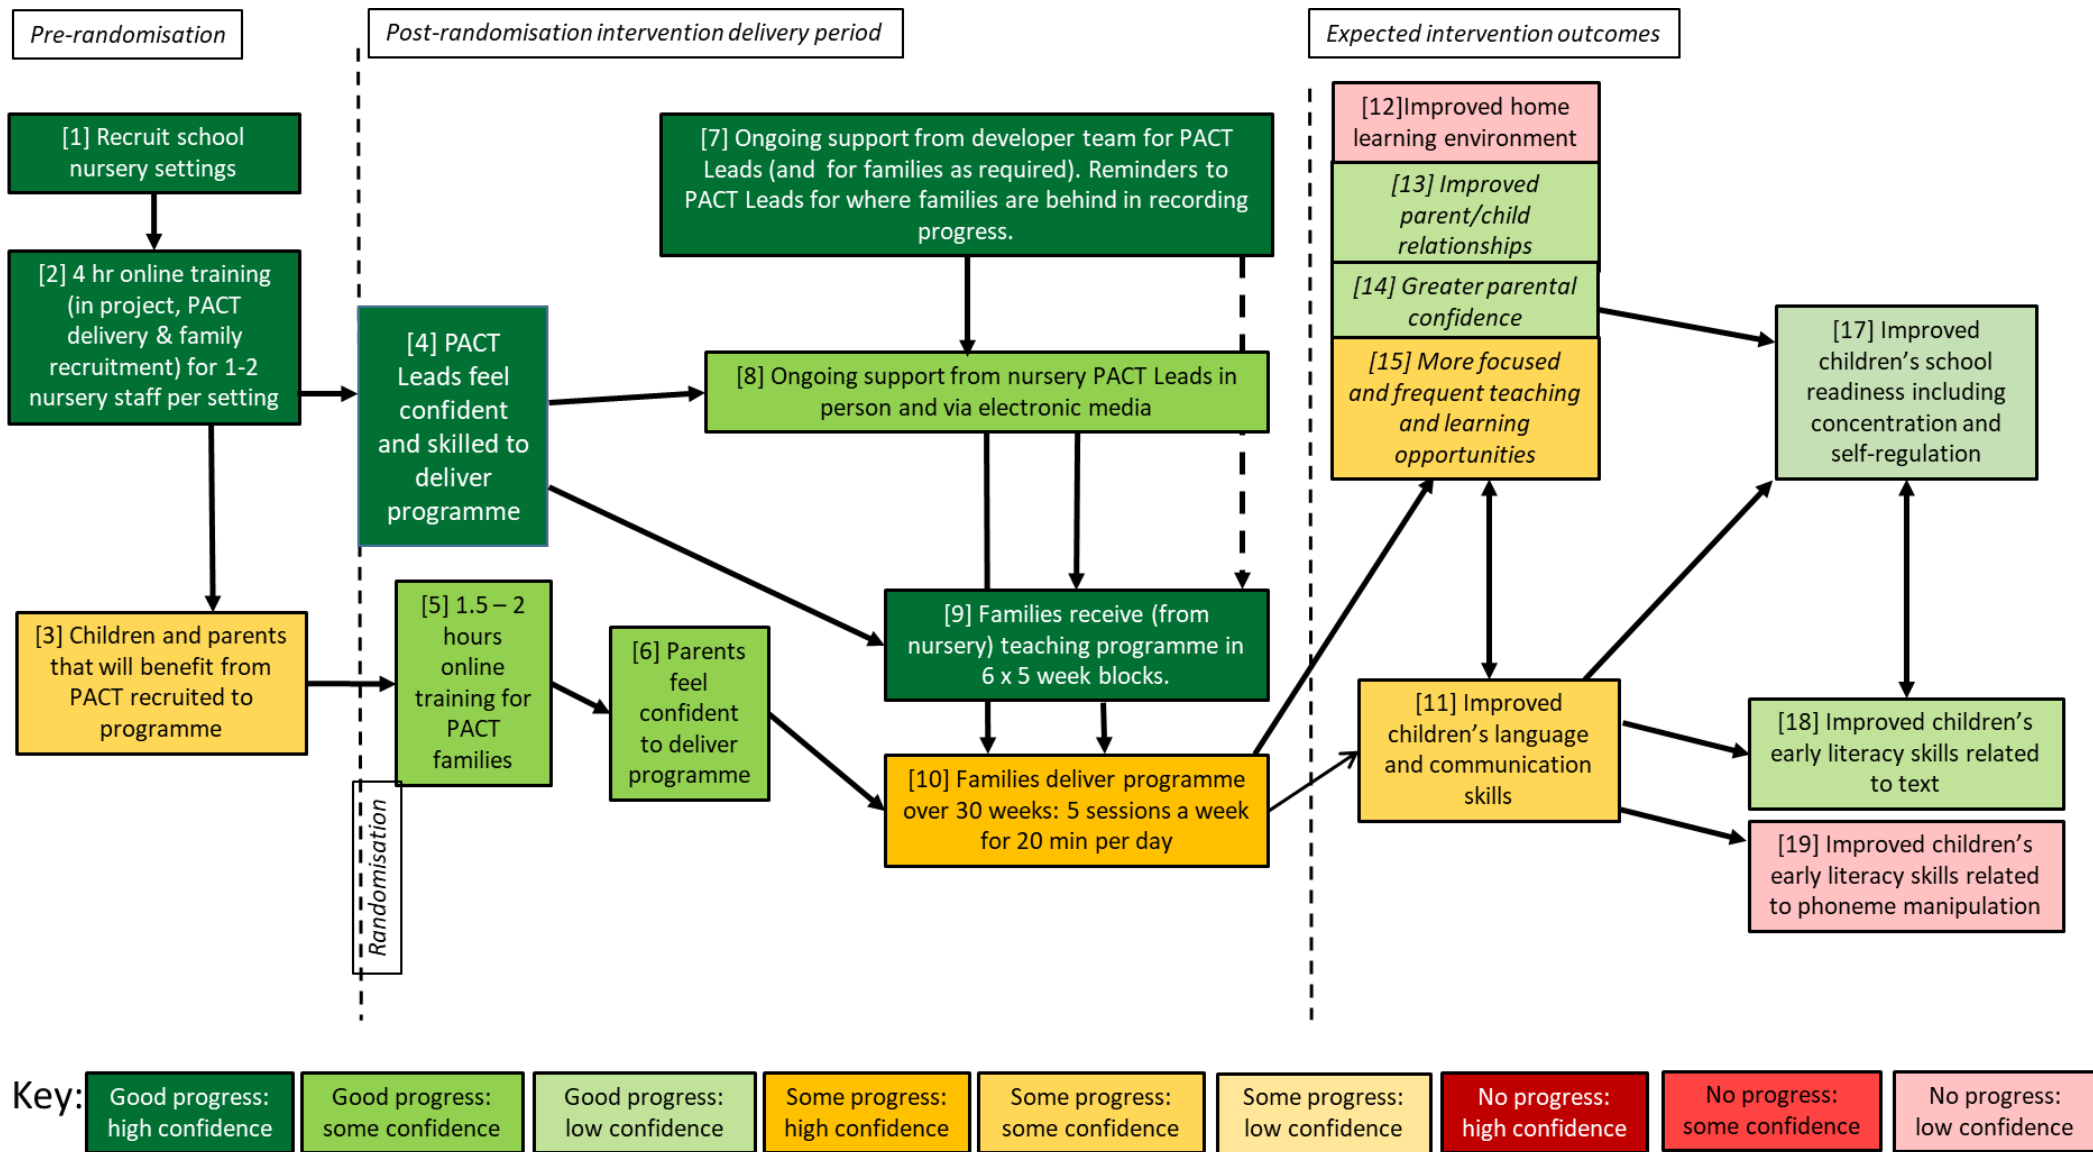 Pre-randomisation
Post-randomisation intervention delivery period
Expected intervention outcomes
[1] Recruit school
nursery settings
[2] 4 hr online training
(in project, PACT
delivery & family
recruitment) for 1-2
nursery staff per setting
[3] Children and parents
that will benefit from
PACT recruited to
programme
Randomisation
[4] PACT
Leads feel
confident
and skilled to
deliver
programme
[5] 1.5 – 2
hours
online
training for
PACT
families
[6] Parents
feel
confident
to deliver
programme
[7] Ongoing support from developer team for PACT
Leads (and for families as required). Reminders to
PACT Leads for where families are behind in recording
progress.
[8] Ongoing support from nursery PACT Leads in
person and via electronic media
[9] Families receive (from
nursery) teaching programme in
6 x 5 week blocks.
[10] Families deliver programme
over 30 weeks: 5 sessions a week
for 20 min per day
[12]Improved home
learning environment
[13] Improved
parent/child
relationships
[14] Greater parental
confidence
[15] More focused
and frequent teaching
and learning
opportunities
[11] Improved
children’s language
and communication
skills
[17] Improved
children’s school
readiness including
concentration and
self-regulation
[18] Improved children’s
early literacy skills related
to text
[19] Improved children’s
early literacy skills related
to phoneme manipulation
Key:
Good progress:
high confidence
Good progress:
some confidence
Good progress:
low confidence
Some progress:
high confidence
Some progress:
some confidence
Some progress:
low confidence
No progress:
high confidence
No progress:
some confidence
No progress:
low confidence